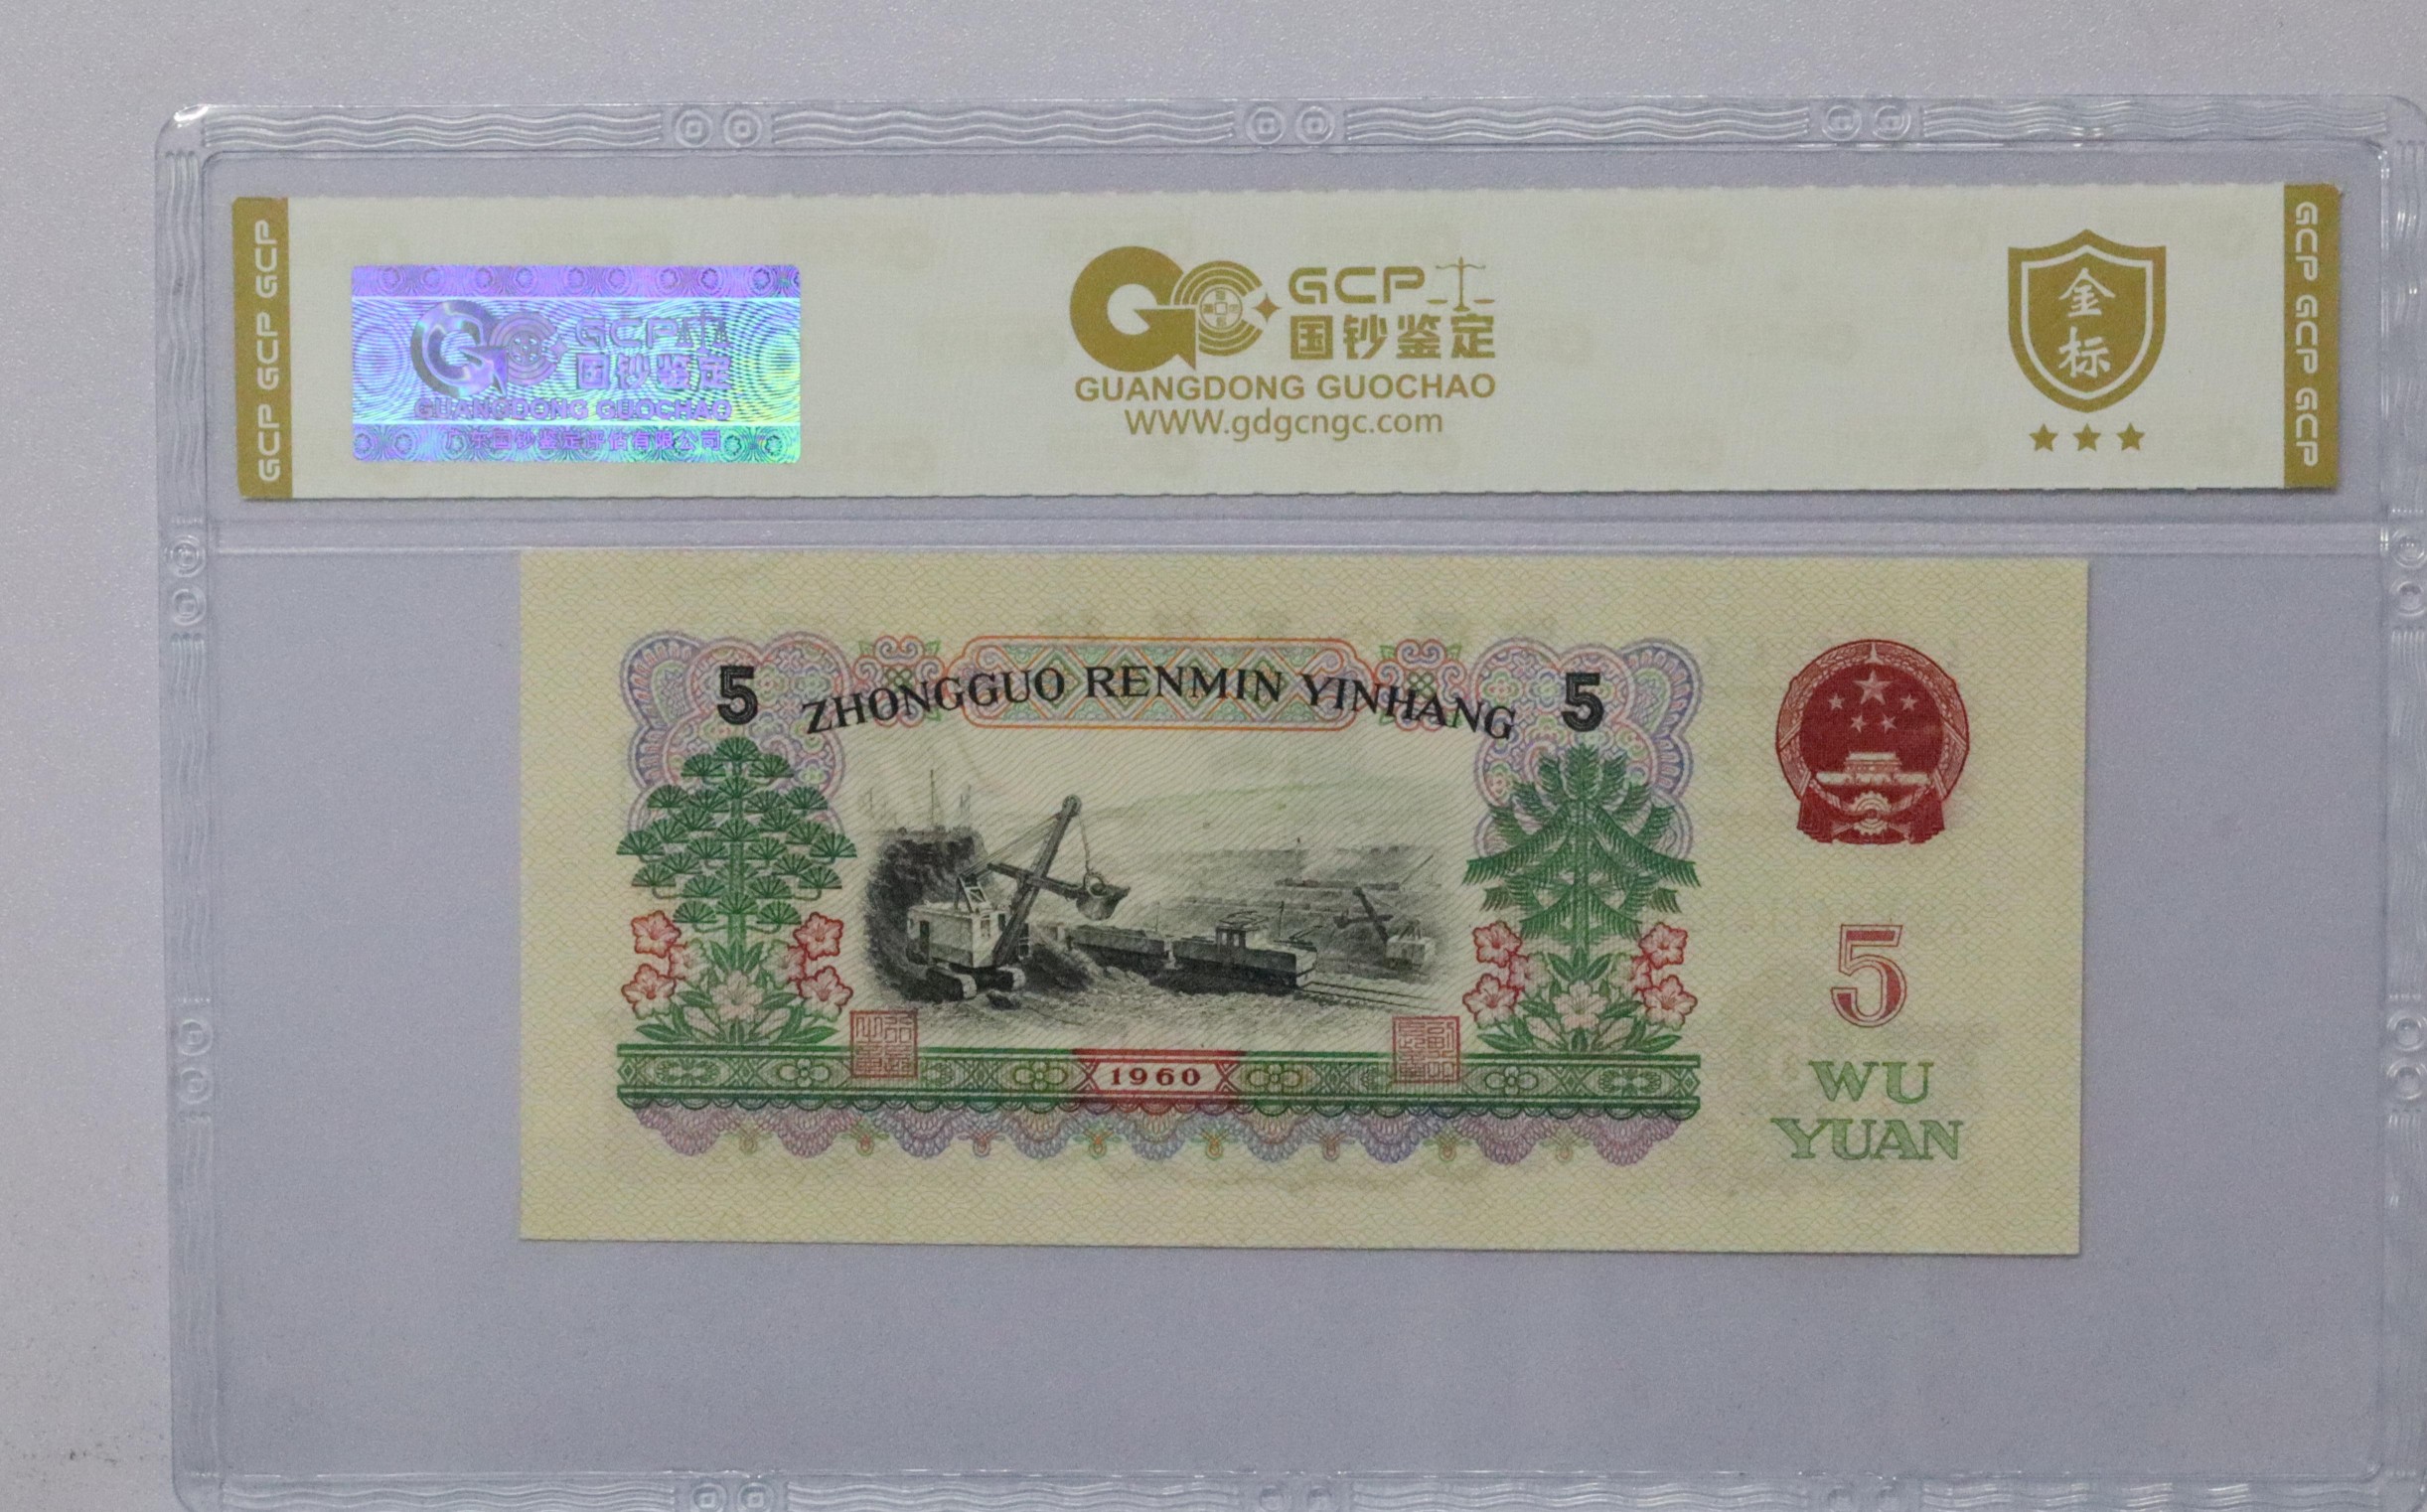 GCP GCP GCP
GCP
国钞鉴定
GUANGDONG GUOCHAO
广东国钞鉴定评估有限公司
GCP
国钞鉴定
GUANGDONG GUOCHAO
WWW.gdgcngc.com
金
标
GCP GCP GCP
5 ZHONGGUO RENMIN YINHANG 5
1960
5
WU
YUAN